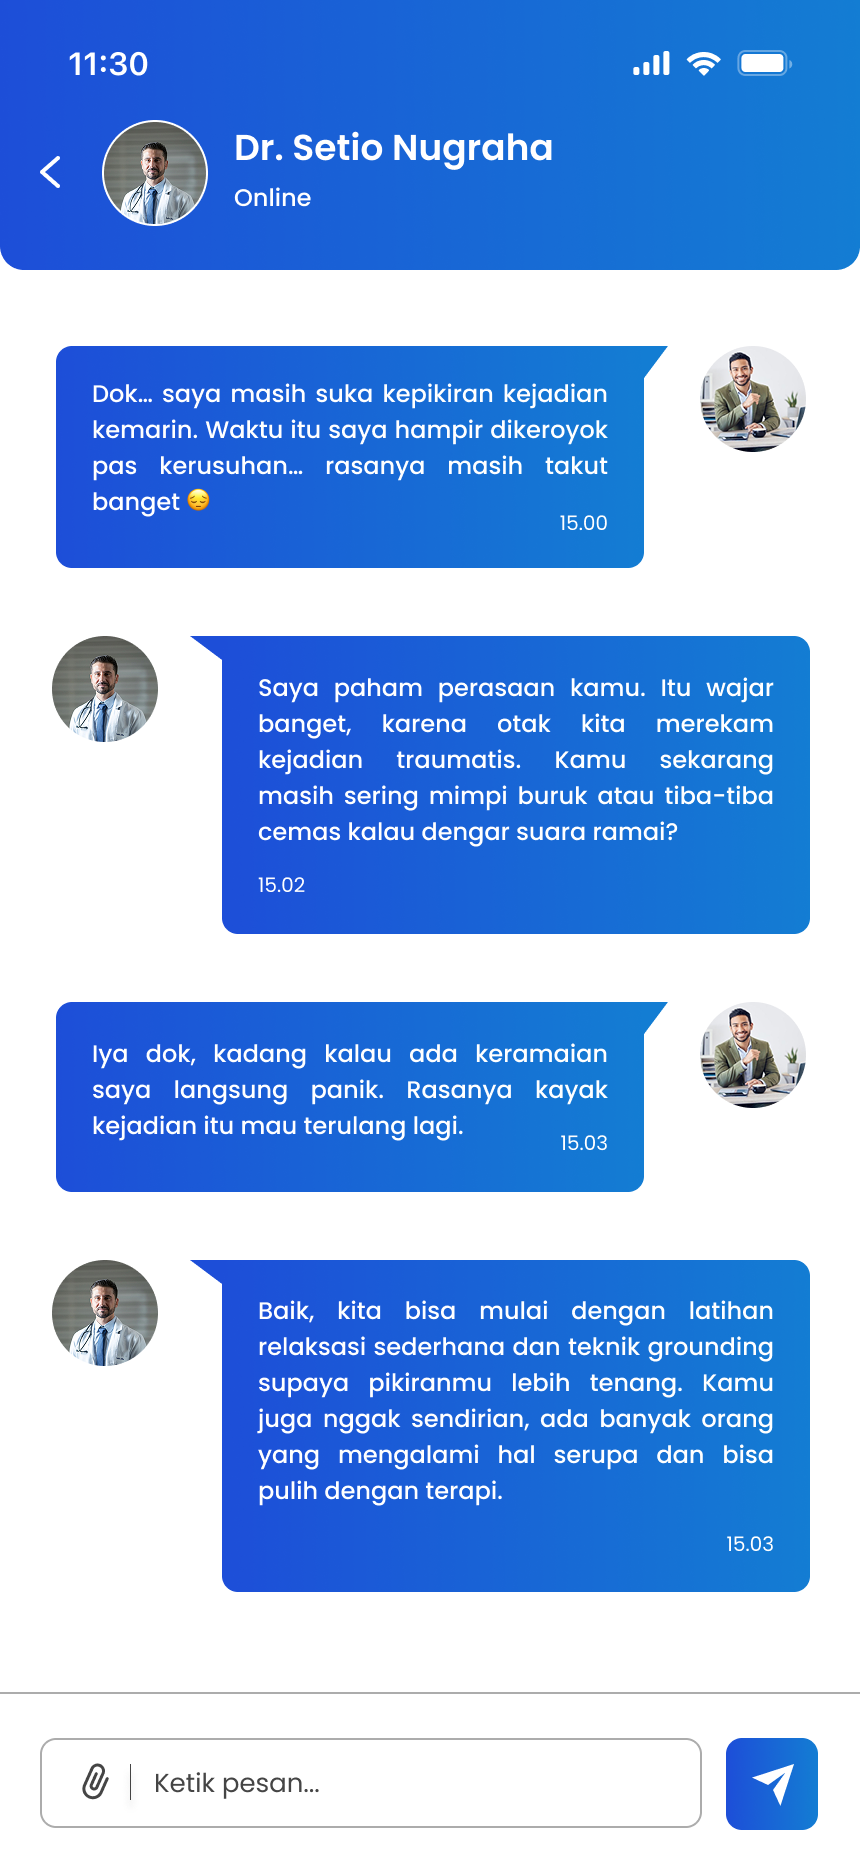 11:30
Dr. Setio Nugraha
Online
Dok... saya masih suka kepikiran kejadian
kemarin. Waktu itu saya hampir dikeroyok
pas kerusuhan... rasanya masih takut
banget 😔
15.00
Saya paham perasaan kamu. Itu wajar
banget, karena otak kita merekam
kejadian traumatis. Kamu sekarang
masih sering mimpi buruk atau tiba-tiba
cemas kalau dengar suara ramai?
15.02
Iya dok, kadang kalau ada keramaian
saya langsung panik. Rasanya kayak
kejadian itu mau terulang lagi.
15.03
Baik, kita bisa mulai dengan latihan
relaksasi sederhana dan teknik grounding
supaya pikiranmu lebih tenang. Kamu
juga nggak sendirian, ada banyak orang
yang mengalami hal serupa dan bisa
pulih dengan terapi.
15.03
Ketik pesan...